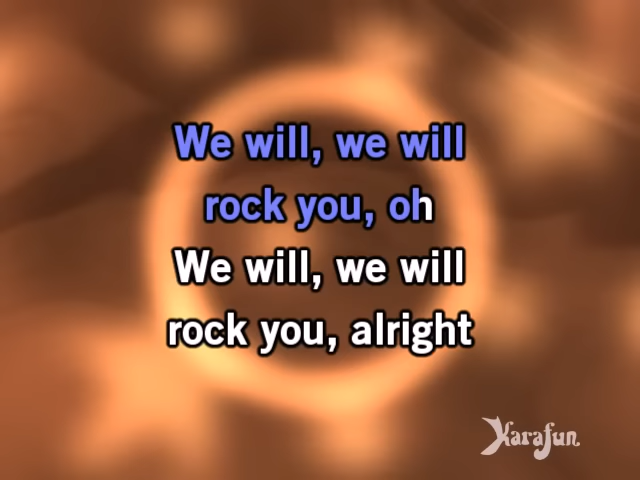 We will, we will
rock you, oh
We will, we will
rock you, alright
Karafun